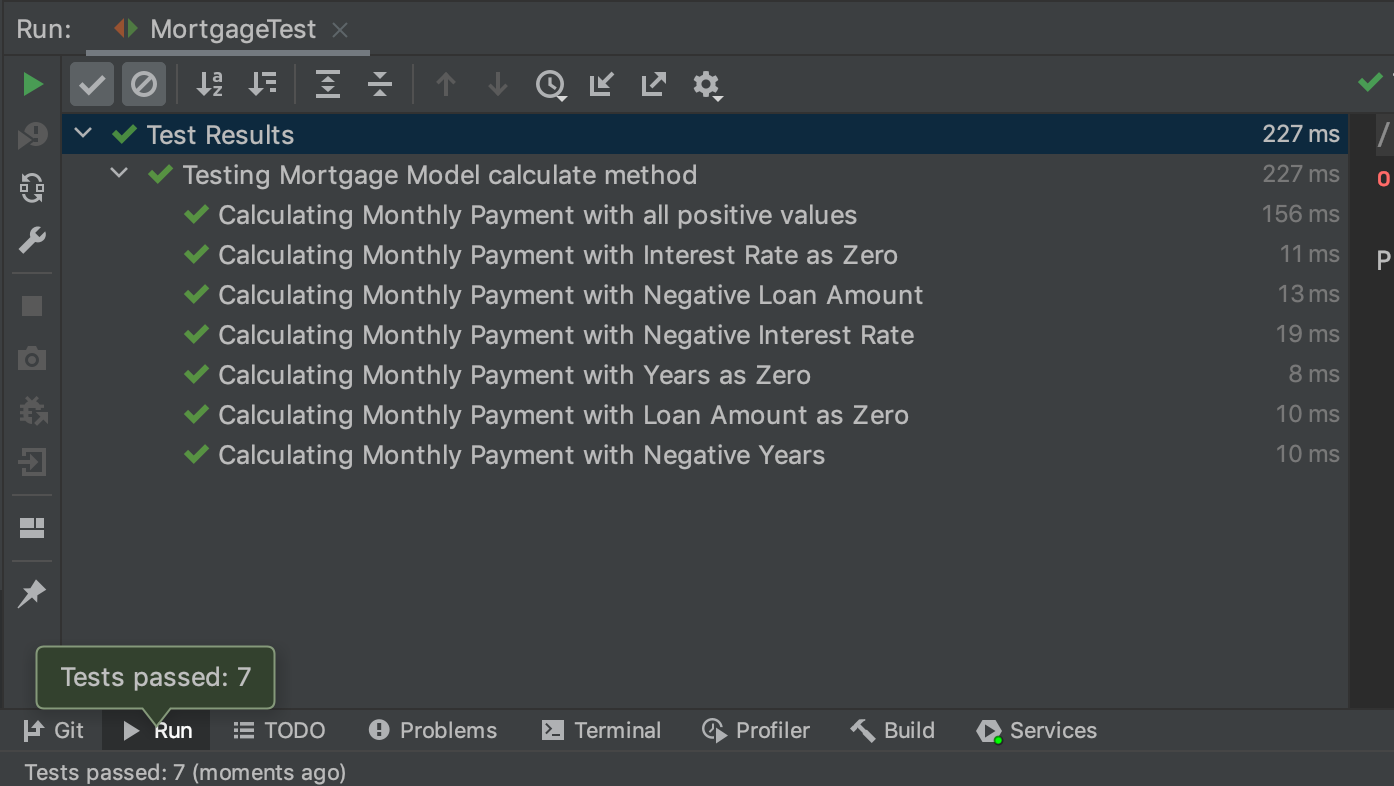 Run: MortgageTest
Test Results 227 ms
Testing Mortgage Model calculate method 227 ms
Calculating Monthly Payment with all positive values 156 ms
Calculating Monthly Payment with Interest Rate as Zero 11 ms
Calculating Monthly Payment with Negative Loan Amount 13 ms
Calculating Monthly Payment with Negative Interest Rate 19 ms
Calculating Monthly Payment with Years as Zero 8 ms
Calculating Monthly Payment with Loan Amount as Zero 10 ms
Calculating Monthly Payment with Negative Years 10 ms
/
o
P
Tests passed: 7
Git Run TODO Problems Terminal Profiler Build Services
Tests passed: 7 (moments ago)